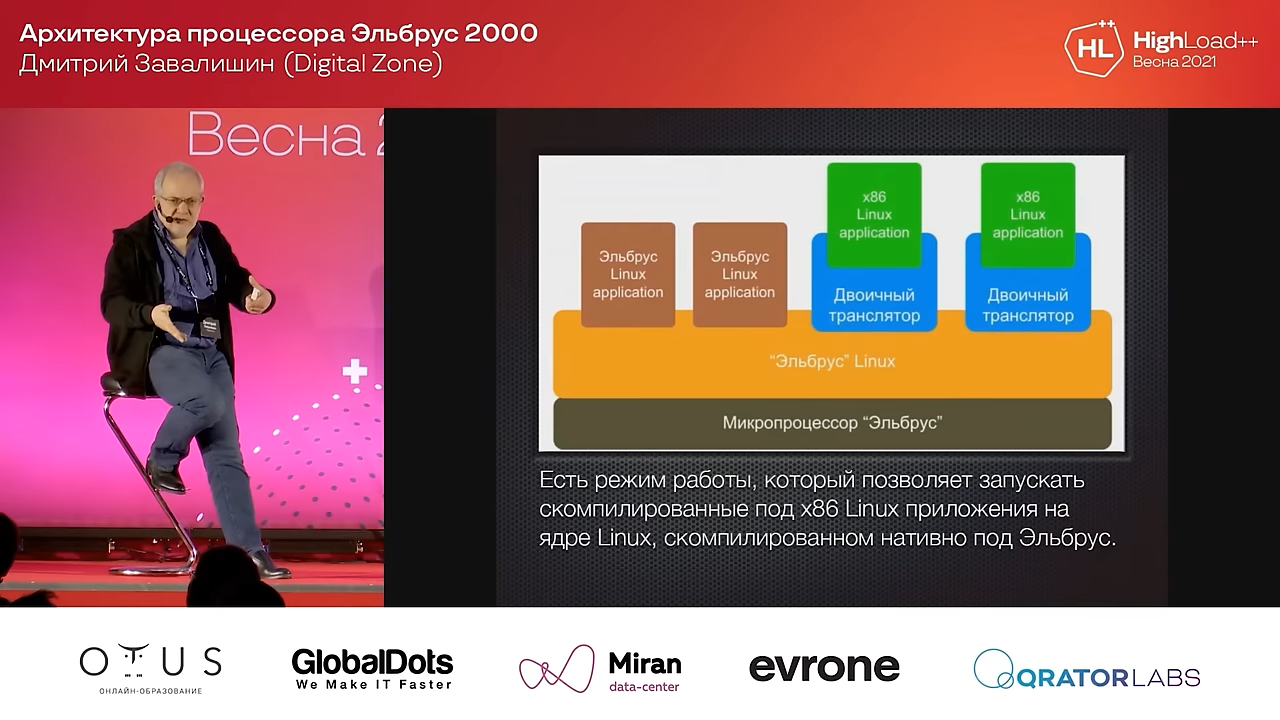 Архитектура процессора Эльбрус 2000
Дмитрий Завалишин (Digital Zone)
HL++
HighLoad++
Весна 2021
Весна 2
x86
Linux
application
x86
Linux
application
Эльбрус
Linux
application
Эльбрус
Linux
application
Двоичный
транслятор
Двоичный
транслятор
“Эльбрус” Linux
Микропроцессор “Эльбрус”
Есть режим работы, который позволяет запускать
скомпилированные под x86 Linux приложения на
ядре Linux, скомпилированном нативно под Эльбрус.
OTUS
ОНЛАЙН-ОБРАЗОВАНИЕ
GlobalDots
We Make IT Faster
Miran
data-center
evrone
QRATORLABS